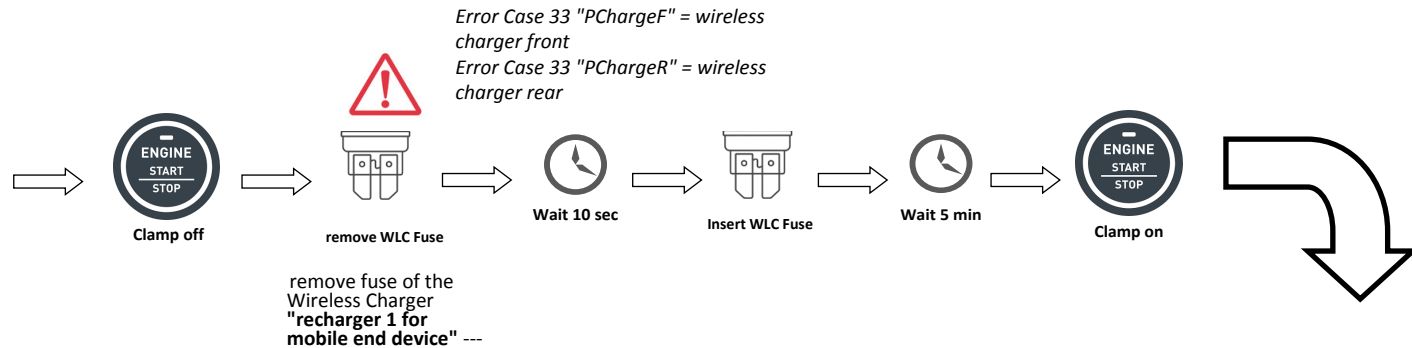 Error Case 33 "PChargeF" = wireless
charger front
Error Case 33 "PChargeR" = wireless
charger rear
ENGINE
START
STOP
Clamp off
remove WLC Fuse
Wait 10 sec
Insert WLC Fuse
Wait 5 min
ENGINE
START
STOP
Clamp on
remove fuse of the
Wireless Charger
"recharger 1 for
mobile end device" ---